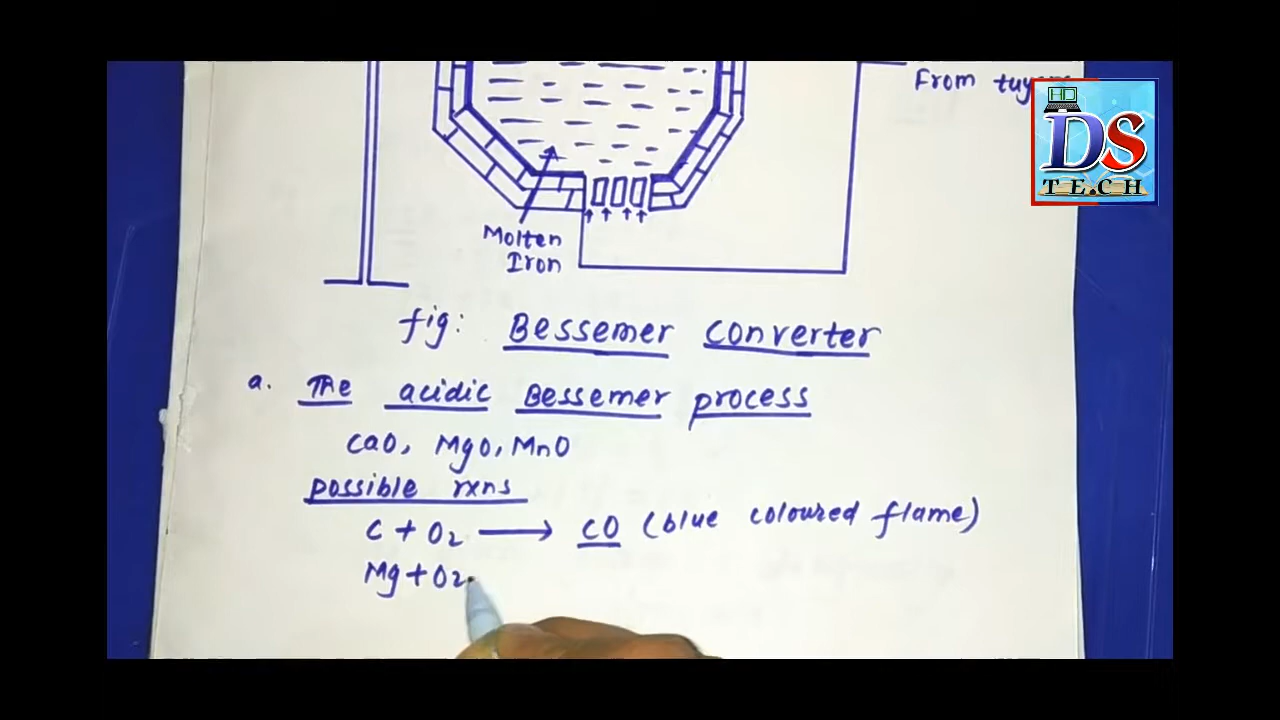 From
HD
DS
TECH
Molten
Iron
fig: Bessemer converter
a. The acidic Bessemer process
CaO, MgO, MnO
possible rxns
C + O2 → CO (blue coloured flame)
Mg + O2